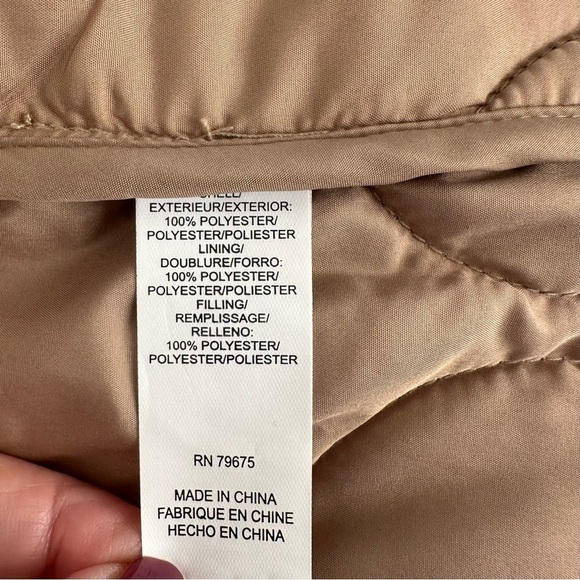 SHELL/
EXTERIEUR/EXTERIOR:
100% POLYESTER/
POLYESTER/POLIESTER
LINING/
DOUBLURE/FORRO:
100% POLYESTER/
POLYESTER/POLIESTER
FILLING/
REMPLISSAGE/
RELLENO:
100% POLYESTER/
POLYESTER/POLIESTER
RN 79675
MADE IN CHINA
FABRIQUE EN CHINE
HECHO EN CHINA